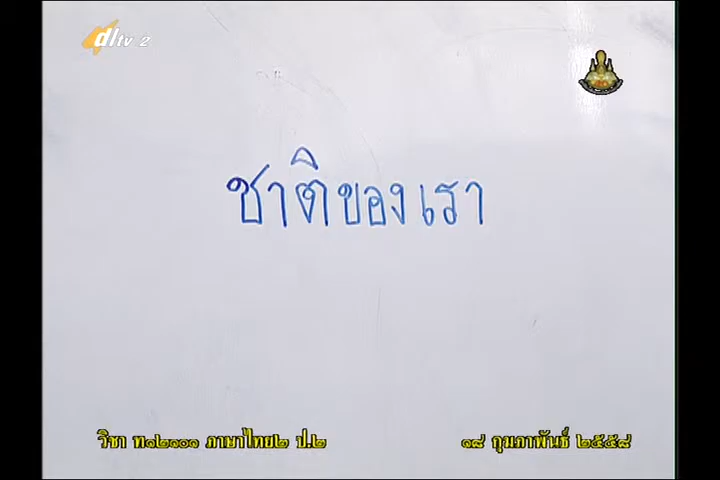 dltv 2
ชาติของเรา
วิชา ท๑๒๑๐๑ ภาษาไทย๒ ป.๒
๑๘ กุมภาพันธ์ ๒๕๕๘